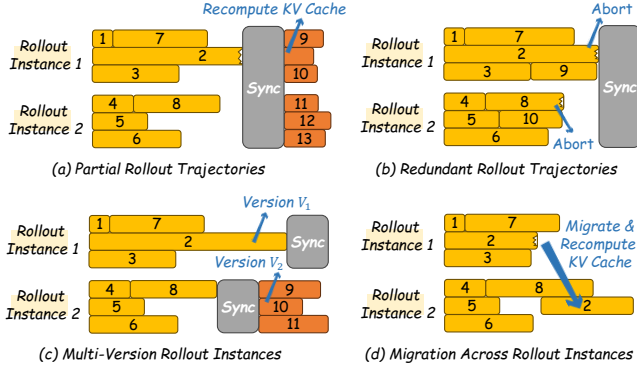 Recompute KV Cache
Rollout
Instance 1
1 7
2
3
Sync
9
10
Rollout
Instance 2
4 8
5
6
11
12
13
(a) Partial Rollout Trajectories
Abort
Rollout
Instance 1
1 7
2
3 9
Sync
Rollout
Instance 2
4 8
5 10
6
Abort
(b) Redundant Rollout Trajectories
Version V1
Rollout
Instance 1
1 7
2
3
Sync
Version V2
Rollout
Instance 2
4 8
5
6
Sync
9
10
11
(c) Multi-Version Rollout Instances
Rollout
Instance 1
1 7
2
3
Migrate &
Recompute
KV Cache
Rollout
Instance 2
4 8
5 2
6
(d) Migration Across Rollout Instances